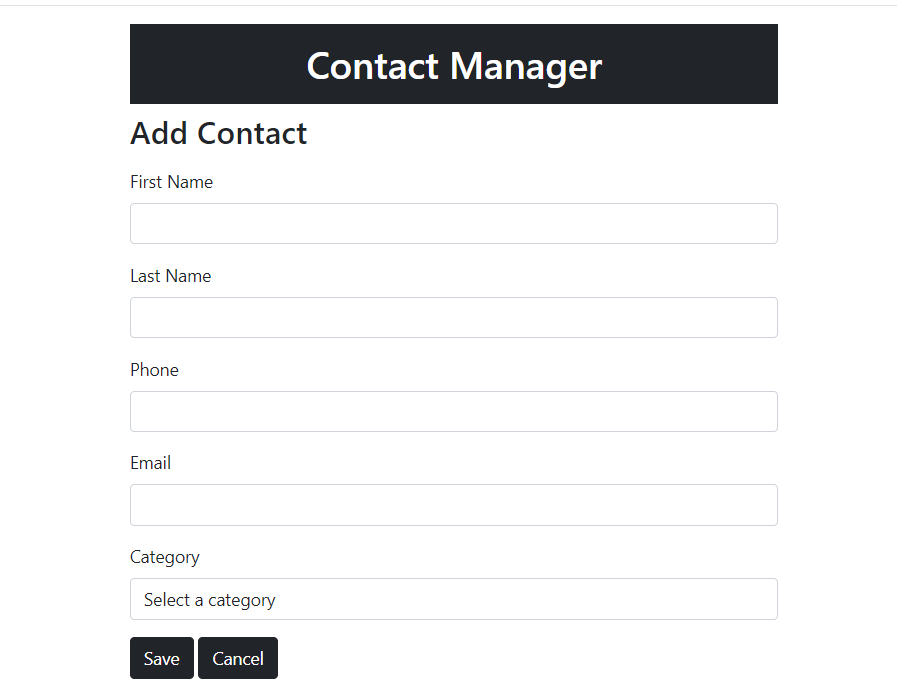 Contact Manager
Add Contact
First Name
Last Name
Phone
Email
Category
Select a category
Save Cancel